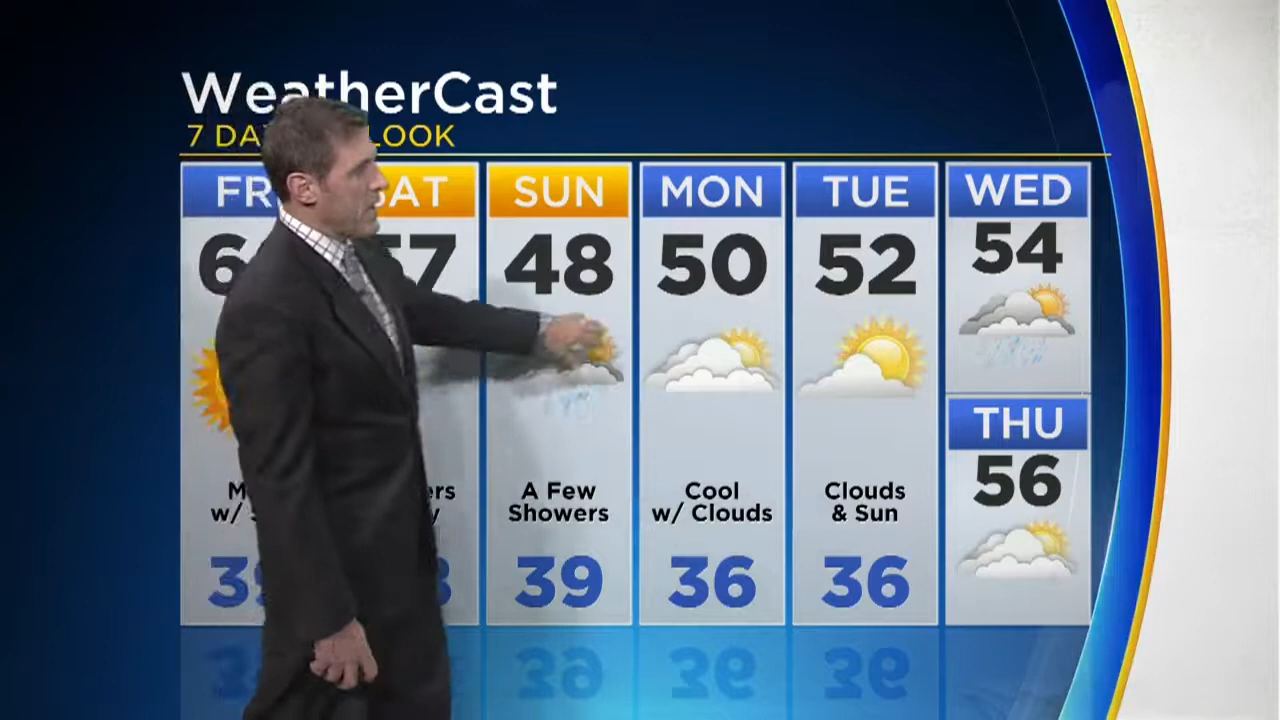 WeatherCast
7
SUN
MON
TUE
WED
48
50
52
54
THU
56
A Few
Showers
Cool
w/ Clouds
Clouds
& Sun
39
36
36